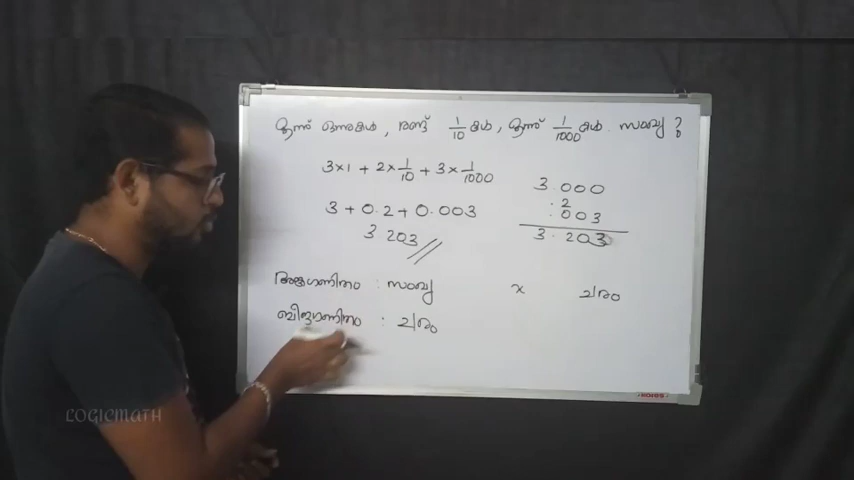 മൂന്ന് ഒന്നുകൾ, രണ്ട് 1/10 കൾ, മൂന്ന് 1/1000 കൾ. സംഖ്യ ?
3×1 + 2×1/10 + 3×1/1000
3 + 0.2 + 0.003
3 203
3.000
.2
.003
3.203
അങ്കഗണിതം : സംഖ്യ
x ചരം
ബീജഗണിതം : ചരം
LOGICMATH
KORES